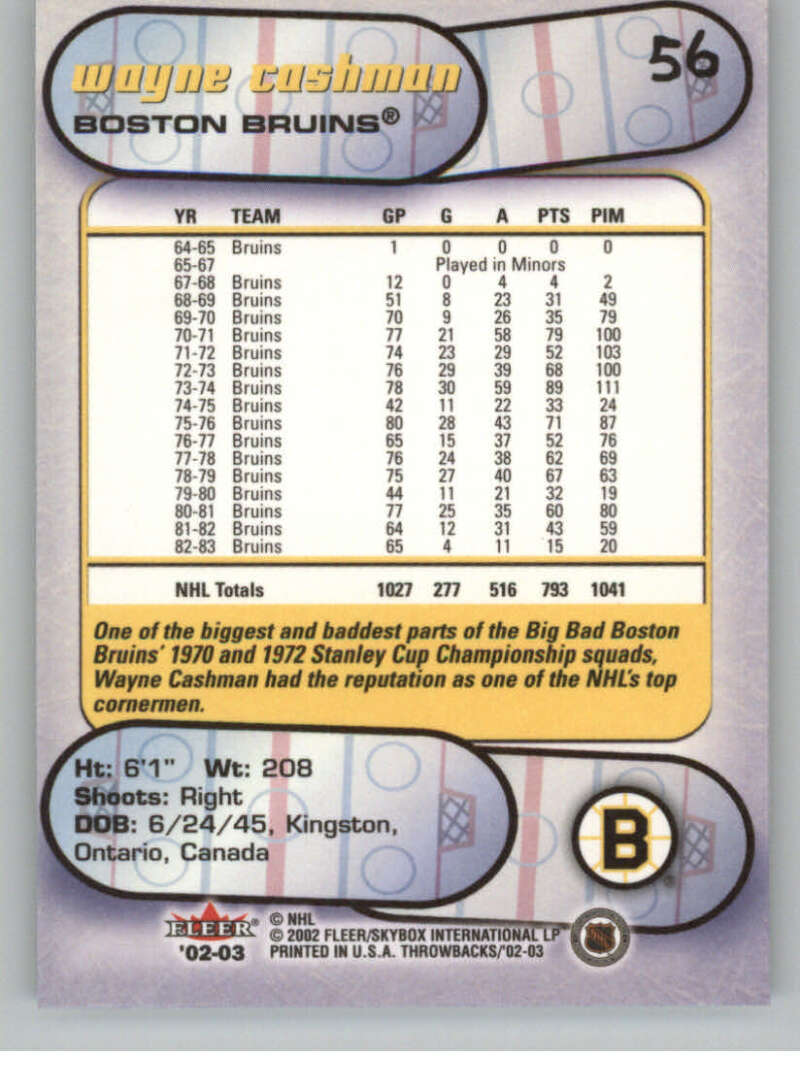 wayne cashman
BOSTON BRUINS®
56
YR TEAM GP G A PTS PIM
64-65 Bruins 1 0 0 0 0
65-67 Played in Minors
67-68 Bruins 12 0 4 4 2
68-69 Bruins 51 8 23 31 49
69-70 Bruins 70 9 26 35 79
70-71 Bruins 77 21 58 79 100
71-72 Bruins 74 23 29 52 103
72-73 Bruins 76 29 39 68 100
73-74 Bruins 78 30 59 89 111
74-75 Bruins 42 11 22 33 24
75-76 Bruins 80 28 43 71 87
76-77 Bruins 65 15 37 52 76
77-78 Bruins 76 24 38 62 69
78-79 Bruins 75 27 40 67 63
79-80 Bruins 44 11 21 32 19
80-81 Bruins 77 25 35 60 80
81-82 Bruins 64 12 31 43 59
82-83 Bruins 65 4 11 15 20
NHL Totals 1027 277 516 793 1041
One of the biggest and baddest parts of the Big Bad Boston
Bruins' 1970 and 1972 Stanley Cup Championship squads,
Wayne Cashman had the reputation as one of the NHL's top
cornermen.
Ht: 6'1" Wt: 208
Shoots: Right
DOB: 6/24/45, Kingston,
Ontario, Canada
B ®
FLEER®
'02-03
© NHL
© 2002 FLEER/SKYBOX INTERNATIONAL LP
PRINTED IN U.S.A. THROWBACKS/'02-03
NHL